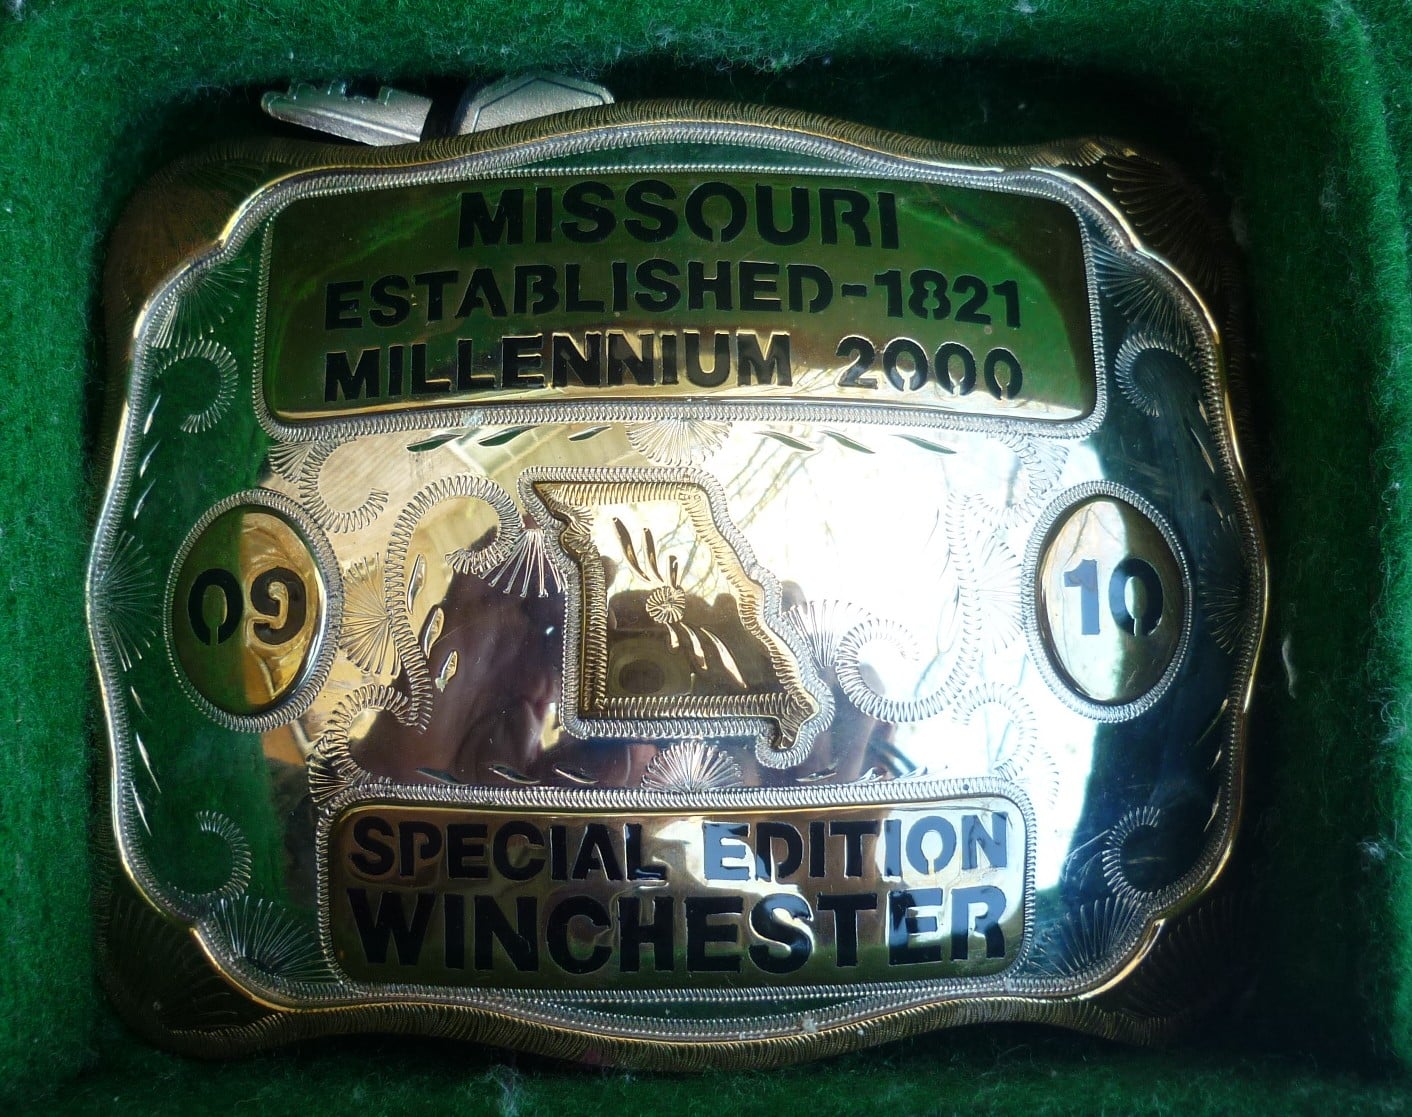 MISSOURI
ESTABLISHED-1821
MILLENNIUM 2000
09
10
SPECIAL EDITION
WINCHESTER